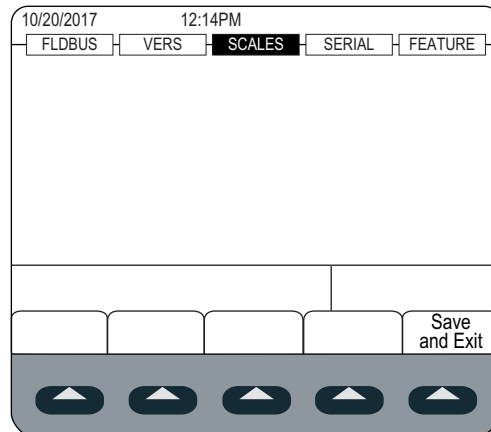 10/20/2017 12:14PM
FLDBUS VERS SCALES SERIAL FEATURE
Save
and Exit